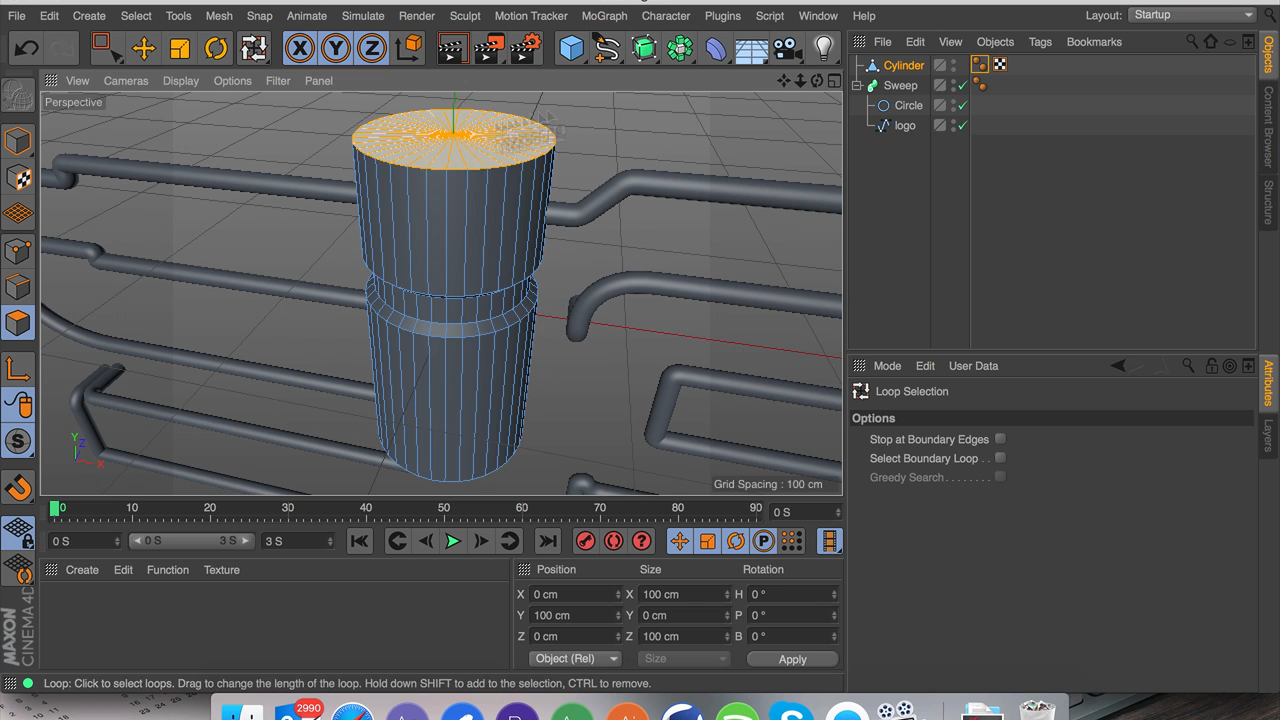 File Edit Create Select Tools Mesh Snap Animate Simulate Render Sculpt Motion Tracker MoGraph Character Plugins Script Window Help Layout: Startup
X Y Z
File Edit View Objects Tags Bookmarks
View Cameras Display Options Filter Panel
Perspective
Cylinder
Sweep
Circle
logo
Objects
Content Browser
Structure
Mode Edit User Data
Loop Selection
Options
Stop at Boundary Edges
Select Boundary Loop . .
Greedy Search . . . . . . . .
Attributes
Layers
Y Z X
S
Grid Spacing : 100 cm
0 10 20 30 40 50 60 70 80 90 0 S
0 S 0 S 3 S 3 S
P
Create Edit Function Texture
Position Size Rotation
X 0 cm X 100 cm H 0 °
Y 100 cm Y 0 cm P 0 °
Z 0 cm Z 100 cm B 0 °
Object (Rel) Size Apply
MAXON CINEMA 4D
Loop: Click to select loops. Drag to change the length of the loop. Hold down SHIFT to add to the selection, CTRL to remove.
2990